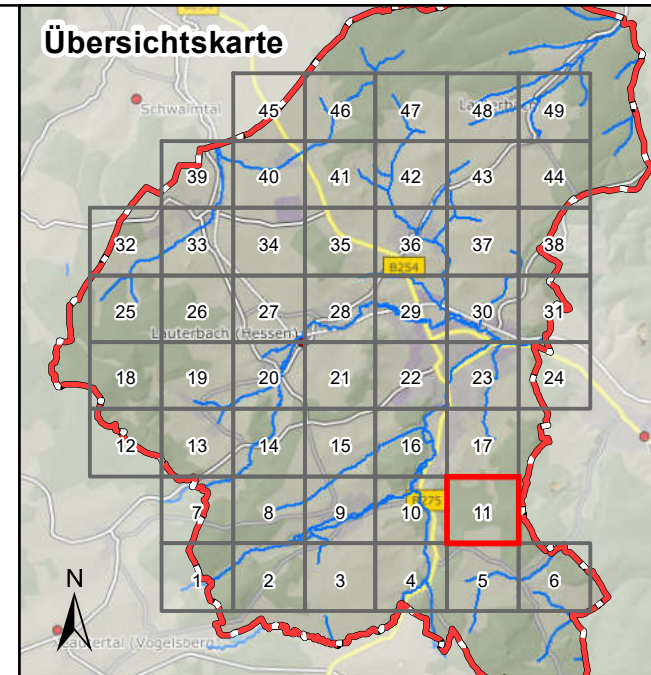 Übersichtskarte
Schwalmtal
45 46 47 48 49
39 40 41 42 43 44
32 33 34 35 36 37 38
B254
25 26 27 28 29 30 31
Lauterbach (Hessen)
18 19 20 21 22 23 24
12 13 14 15 16 17
7 8 9 10 11
B275
N
1 2 3 4 5 6
Lautertal (Vogelsberg)